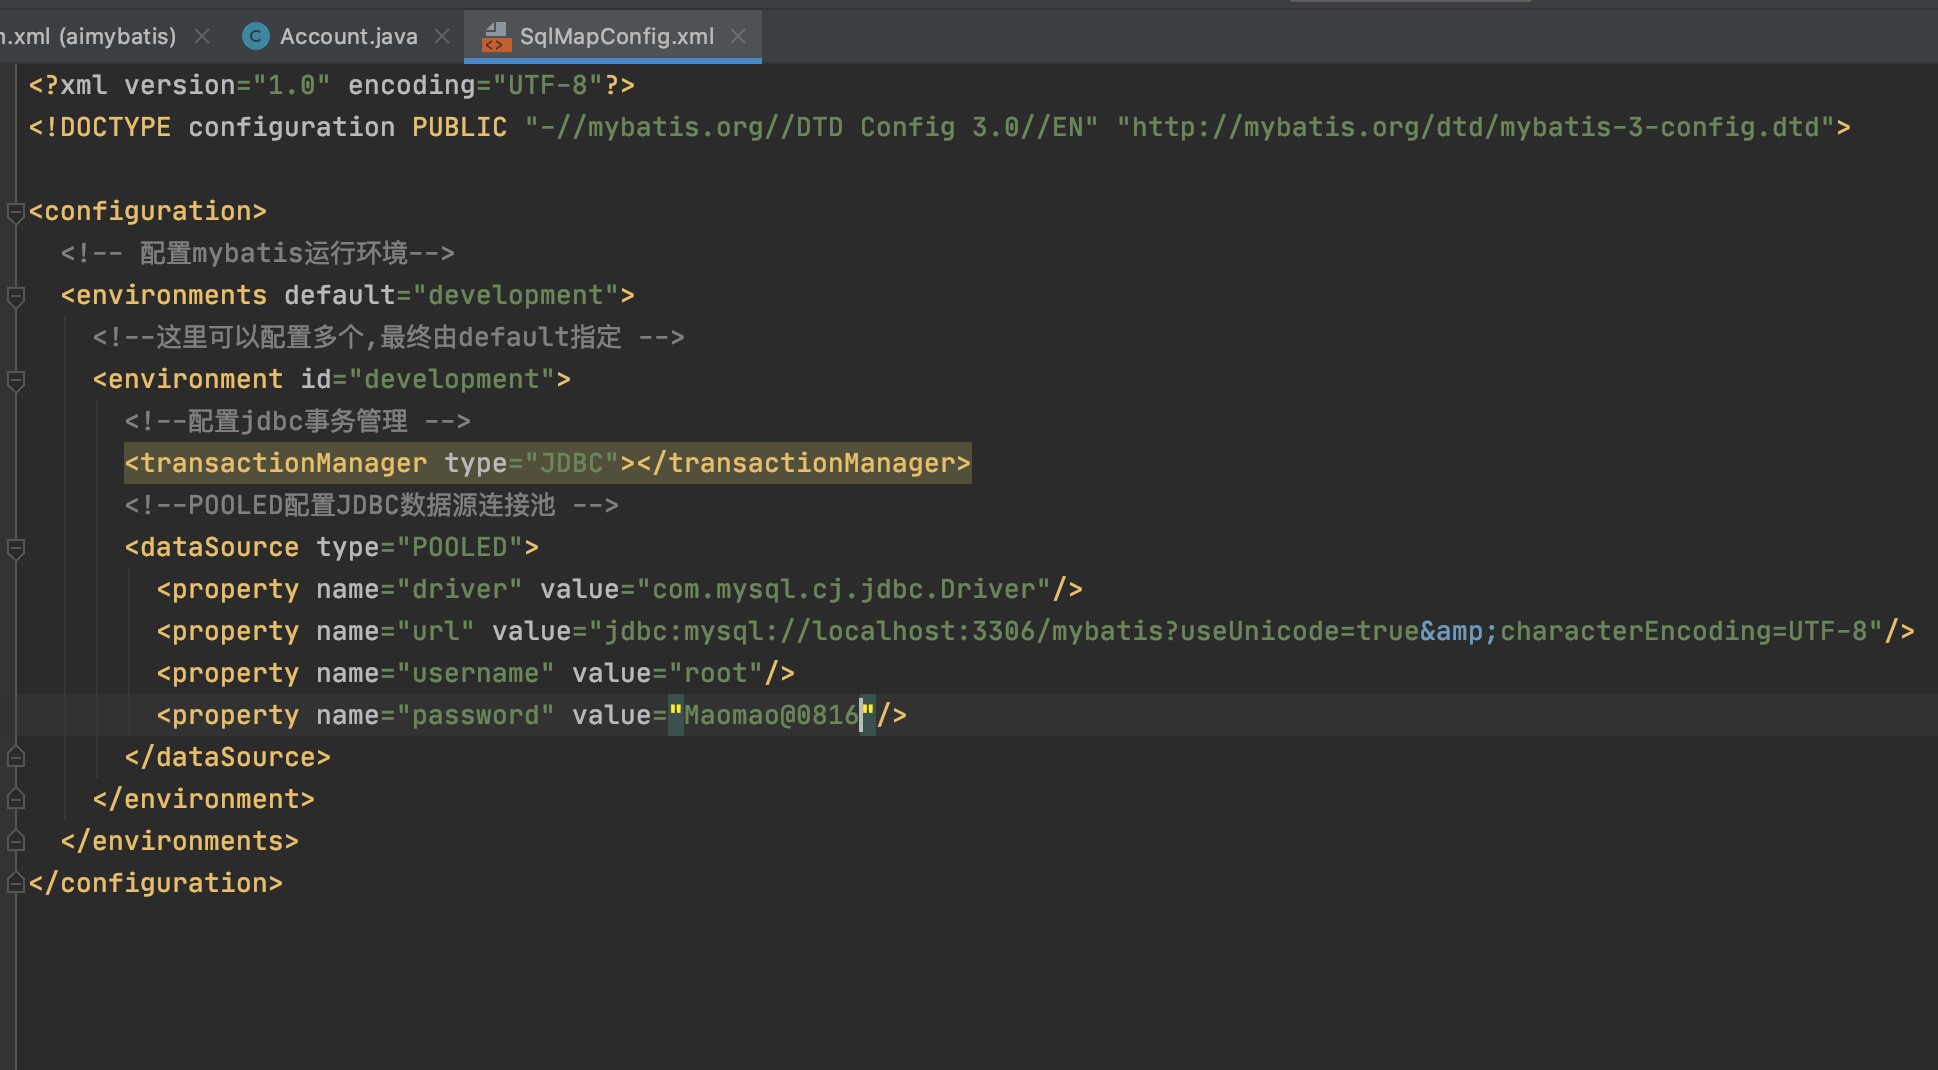 .xml (aimybatis)
Account.java
SqlMapConfig.xml
<?xml version="1.0" encoding="UTF-8"?>
<!DOCTYPE configuration PUBLIC "-//mybatis.org//DTD Config 3.0//EN" "http://mybatis.org/dtd/mybatis-3-config.dtd">
<configuration>
<!-- 配置mybatis运行环境-->
<environments default="development">
<!--这里可以配置多个,最终由default指定 -->
<environment id="development">
<!--配置jdbc事务管理 -->
<transactionManager type="JDBC"></transactionManager>
<!--POOLED配置JDBC数据源连接池 -->
<dataSource type="POOLED">
<property name="driver" value="com.mysql.cj.jdbc.Driver"/>
<property name="url" value="jdbc:mysql://localhost:3306/mybatis?useUnicode=true&amp;characterEncoding=UTF-8"/>
<property name="username" value="root"/>
<property name="password" value="Maomao@0816"/>
</dataSource>
</environment>
</environments>
</configuration>